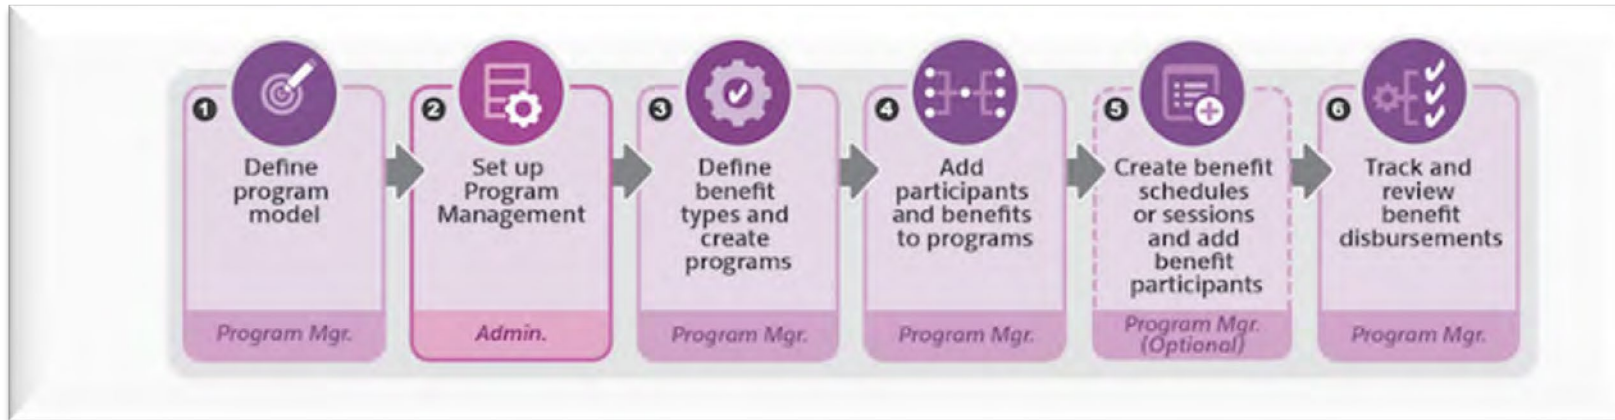 1
Define
program
model
Program Mgr.
2
Set up
Program
Management
Admin.
3
Define
benefit
types and
create
programs
Program Mgr.
4
Add
participants
and benefits
to programs
Program Mgr.
5
Create benefit
schedules
or sessions
and add
benefit
participants
Program Mgr.
(Optional)
6
Track and
review
benefit
disbursements
Program Mgr.